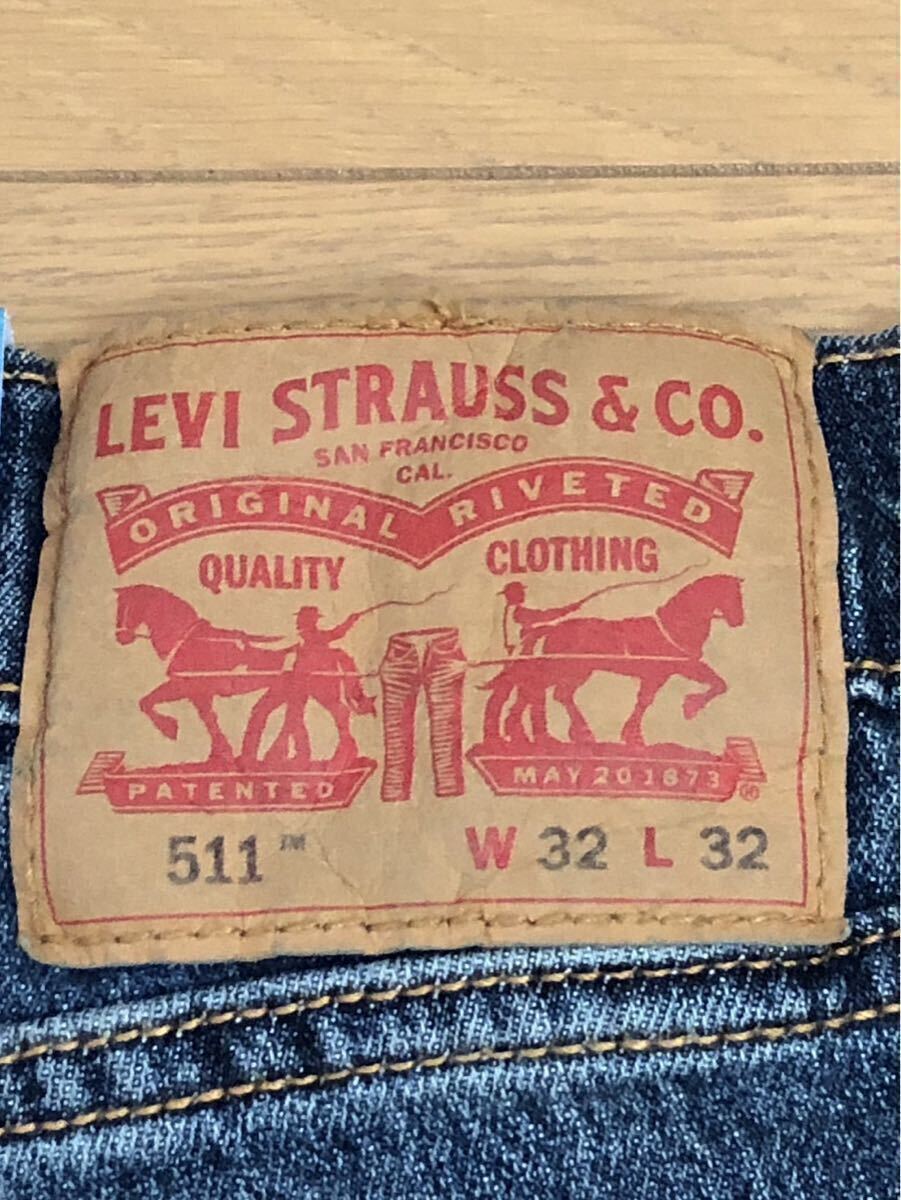 LEVI STRAUSS & CO.
SAN FRANCISCO
CAL.
ORIGINAL RIVETED
QUALITY CLOTHING
PATENTED MAY 20 1873 ®
511™ W 32 L 32